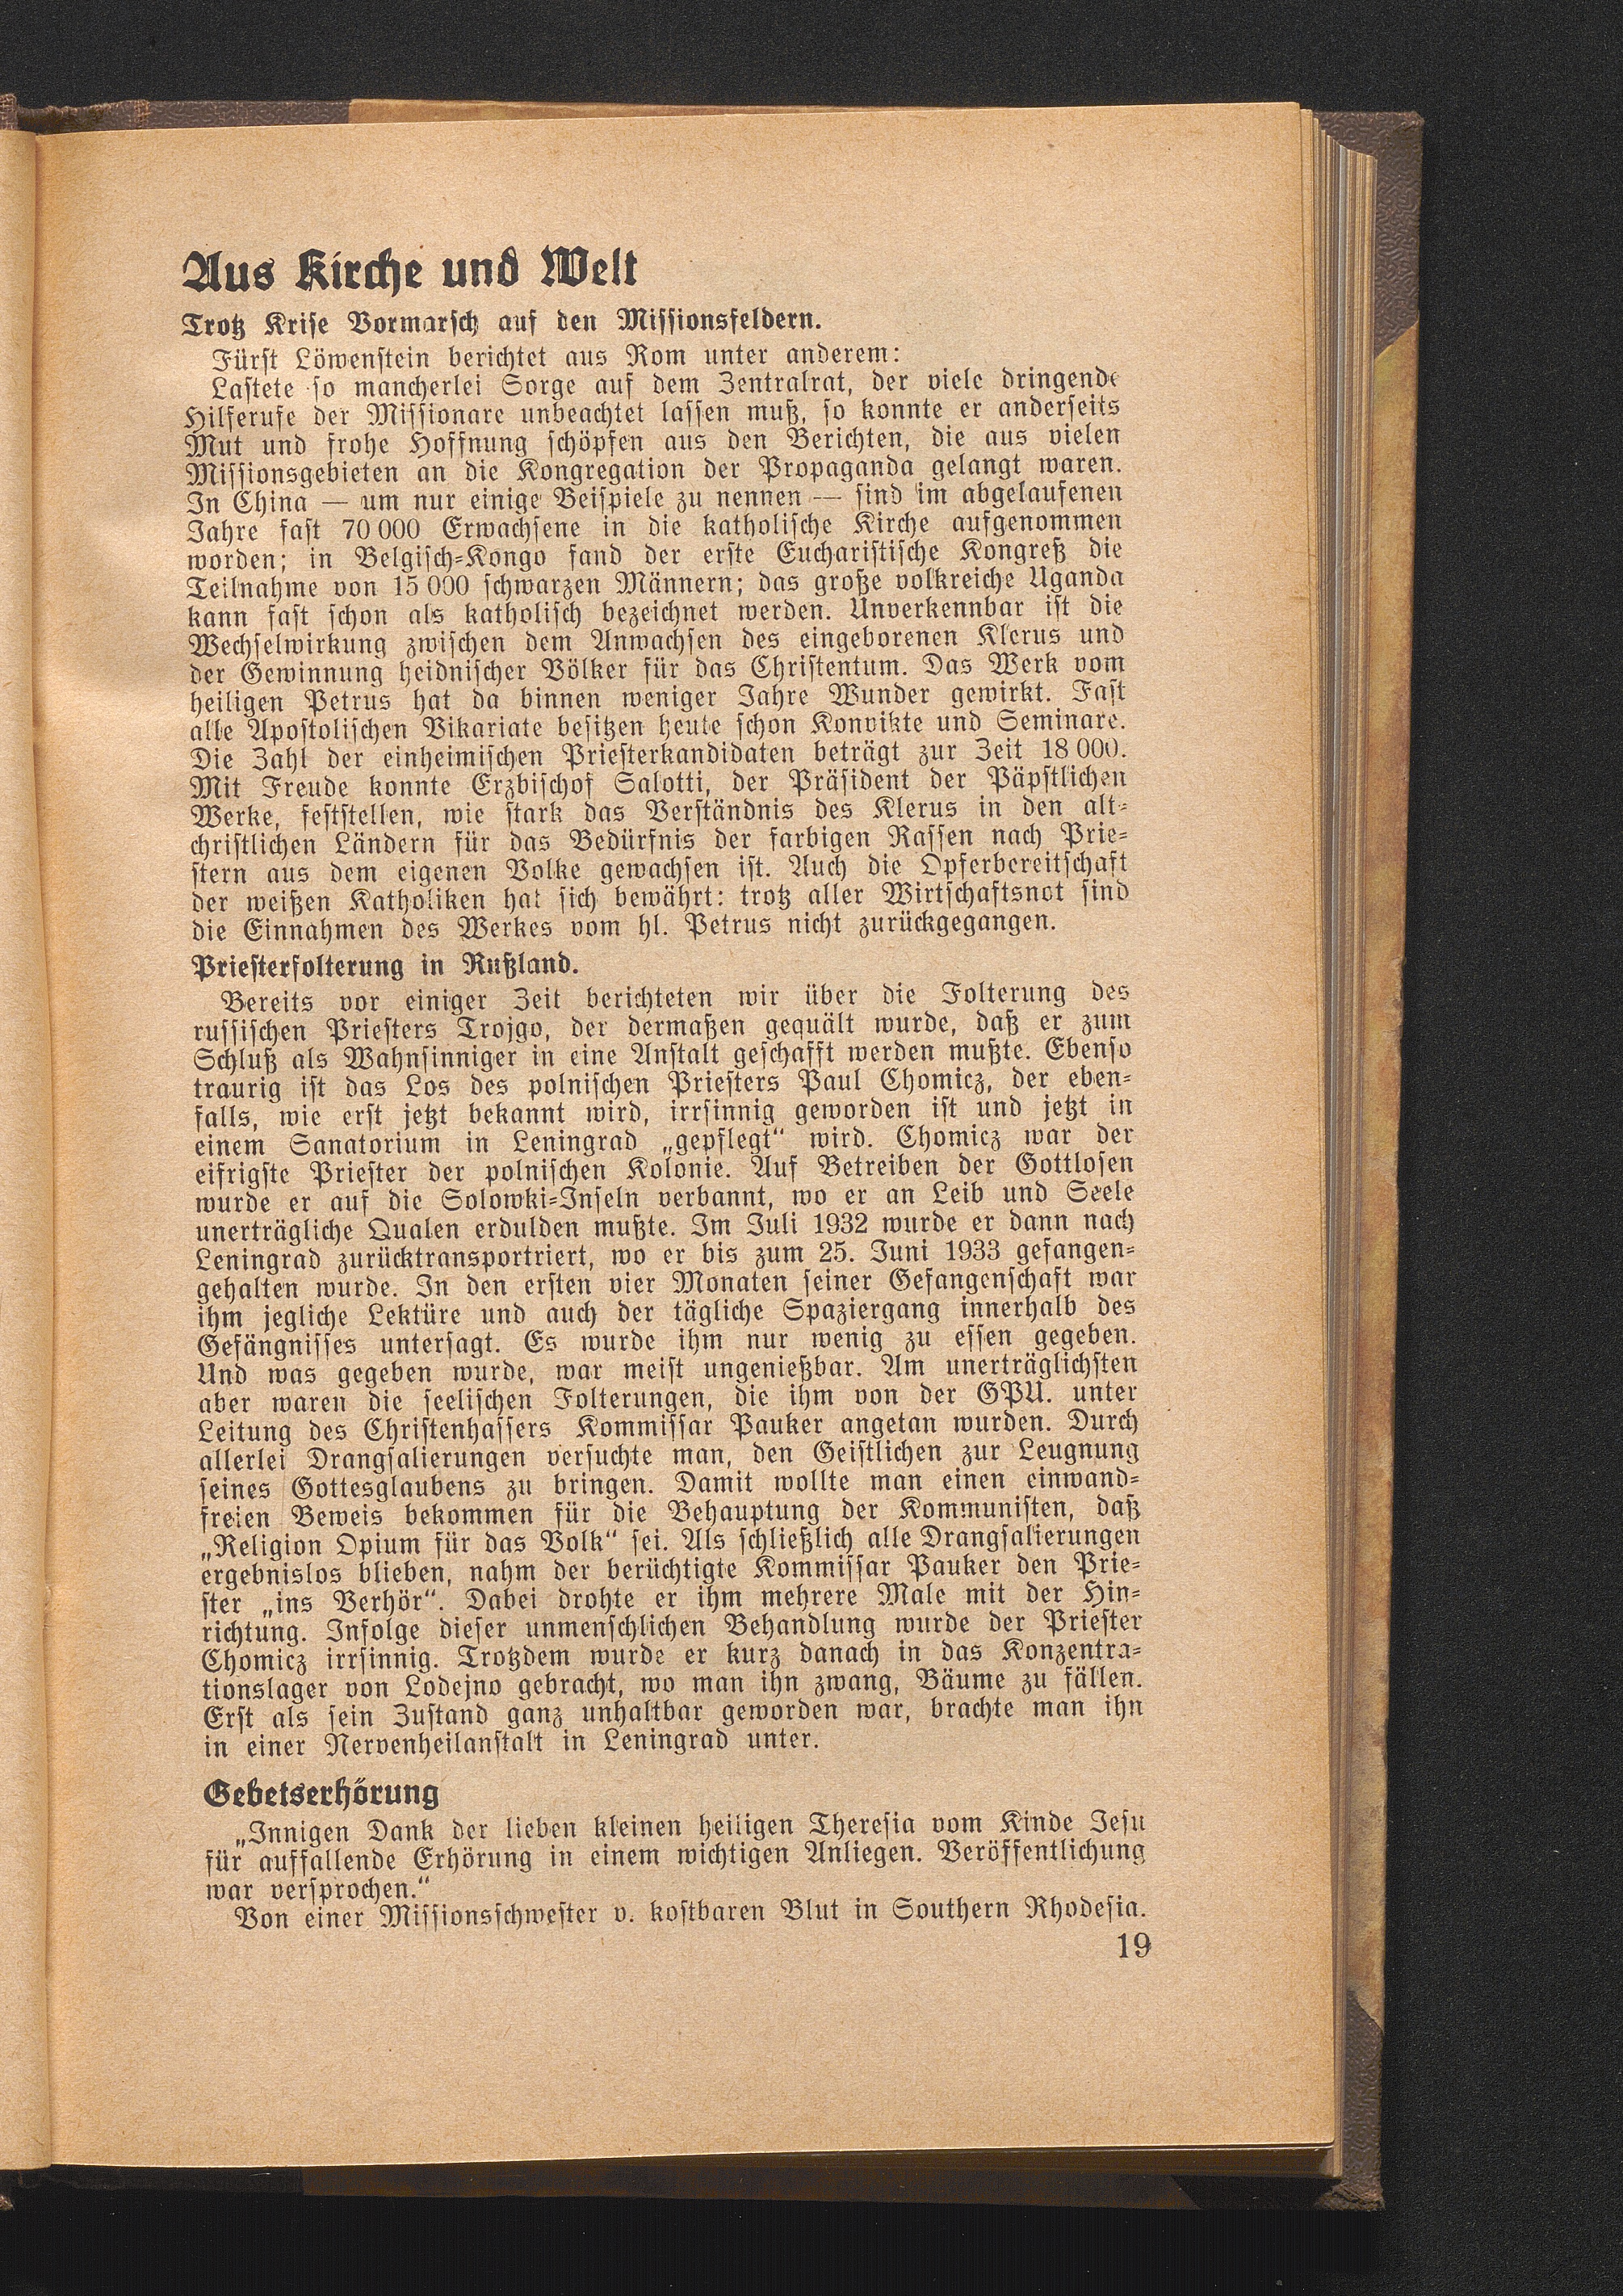 Aus Kirche und Welt
Trotz Krise Vormarsch auf den Missionsfeldern.
Fürst Löwenstein berichtet aus Rom unter anderem:
Lastete so mancherlei Sorge auf dem Zentralrat, der viele dringende
Hilferufe der Missionare unbeachtet lassen muß, so konnte er anderseits
Mut und frohe Hoffnung schöpfen aus den Berichten, die aus vielen
Missionsgebieten an die Kongregation der Propaganda gelangt waren.
In China — um nur einige Beispiele zu nennen — sind im abgelaufenen
Jahre fast 70 000 Erwachsene in die katholische Kirche aufgenommen
worden; in Belgisch-Kongo fand der erste Eucharistische Kongreß die
Teilnahme von 15 000 schwarzen Männern; das große volkreiche Uganda
kann fast schon als katholisch bezeichnet werden. Unverkennbar ist die
Wechselwirkung zwischen dem Anwachsen des eingeborenen Klerus und
der Gewinnung heidnischer Völker für das Christentum. Das Werk vom
heiligen Petrus hat da binnen weniger Jahre Wunder gewirkt. Fast
alle Apostolischen Vikariate besitzen heute schon Konvikte und Seminare.
Die Zahl der einheimischen Priesterkandidaten beträgt zur Zeit 18 000.
Mit Freude konnte Erzbischof Salotti, der Präsident der Päpstlichen
Werke, feststellen, wie stark das Verständnis des Klerus in den alt-
christlichen Ländern für das Bedürfnis der farbigen Rassen nach Prie-
stern aus dem eigenen Volke gewachsen ist. Auch die Opferbereitschaft
der weißen Katholiken hat sich bewährt: trotz aller Wirtschaftsnot sind
die Einnahmen des Werkes vom hl. Petrus nicht zurückgegangen.
Priesterfolterung in Rußland.
Bereits vor einiger Zeit berichteten wir über die Folterung des
russischen Priesters Trojgo, der dermaßen gequält wurde, daß er zum
Schluß als Wahnsinniger in eine Anstalt geschafft werden mußte. Ebenso
traurig ist das Los des polnischen Priesters Paul Chomicz, der eben-
falls, wie erst jetzt bekannt wird, irrsinnig geworden ist und jetzt in
einem Sanatorium in Leningrad „gepflegt“ wird. Chomicz war der
eifrigste Priester der polnischen Kolonie. Auf Betreiben der Gottlosen
wurde er auf die Solowki-Inseln verbannt, wo er an Leib und Seele
unerträgliche Qualen erdulden mußte. Im Juli 1932 wurde er dann nach
Leningrad zurücktransportriert, wo er bis zum 25. Juni 1933 gefangen-
gehalten wurde. In den ersten vier Monaten seiner Gefangenschaft war
ihm jegliche Lektüre und auch der tägliche Spaziergang innerhalb des
Gefängnisses untersagt. Es wurde ihm nur wenig zu essen gegeben.
Und was gegeben wurde, war meist ungenießbar. Am unerträglichsten
aber waren die seelischen Folterungen, die ihm von der GPU. unter
Leitung des Christenhassers Kommissar Pauker angetan wurden. Durch
allerlei Drangsalierungen versuchte man, den Geistlichen zur Leugnung
seines Gottesglaubens zu bringen. Damit wollte man einen einwand-
freien Beweis bekommen für die Behauptung der Kommunisten, daß
„Religion Opium für das Volk“ sei. Als schließlich alle Drangsalierungen
ergebnislos blieben, nahm der berüchtigte Kommissar Pauker den Prie-
ster „ins Verhör“. Dabei drohte er ihm mehrere Male mit der Hin-
richtung. Infolge dieser unmenschlichen Behandlung wurde der Priester
Chomicz irrsinnig. Trotzdem wurde er kurz danach in das Konzentra-
tionslager von Lodejno gebracht, wo man ihn zwang, Bäume zu fällen.
Erst als sein Zustand ganz unhaltbar geworden war, brachte man ihn
in einer Nervenheilanstalt in Leningrad unter.
Gebetserhörung
„Innigen Dank der lieben kleinen heiligen Theresia vom Kinde Jesu
für auffallende Erhörung in einem wichtigen Anliegen. Veröffentlichung
war versprochen.“
Von einer Missionsschwester v. kostbaren Blut in Southern Rhodesia.
19